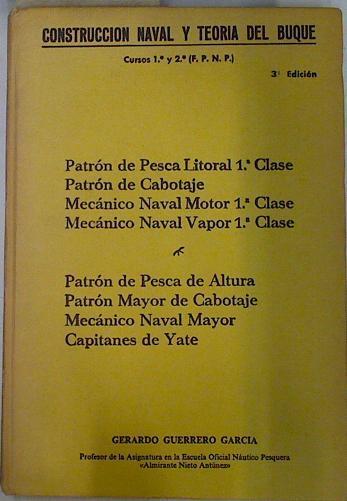 CONSTRUCCION NAVAL Y TEORIA DEL BUQUE
Cursos 1.º y 2.º (F. P. N. P.)
3ª Edición
Patrón de Pesca Litoral 1.ª Clase
Patrón de Cabotaje
Mecánico Naval Motor 1.ª Clase
Mecánico Naval Vapor 1.ª Clase
Patrón de Pesca de Altura
Patrón Mayor de Cabotaje
Mecánico Naval Mayor
Capitanes de Yate
GERARDO GUERRERO GARCIA
Profesor de la Asignatura en la Escuela Oficial Náutico Pesquera
«Almirante Nieto Antúnez»